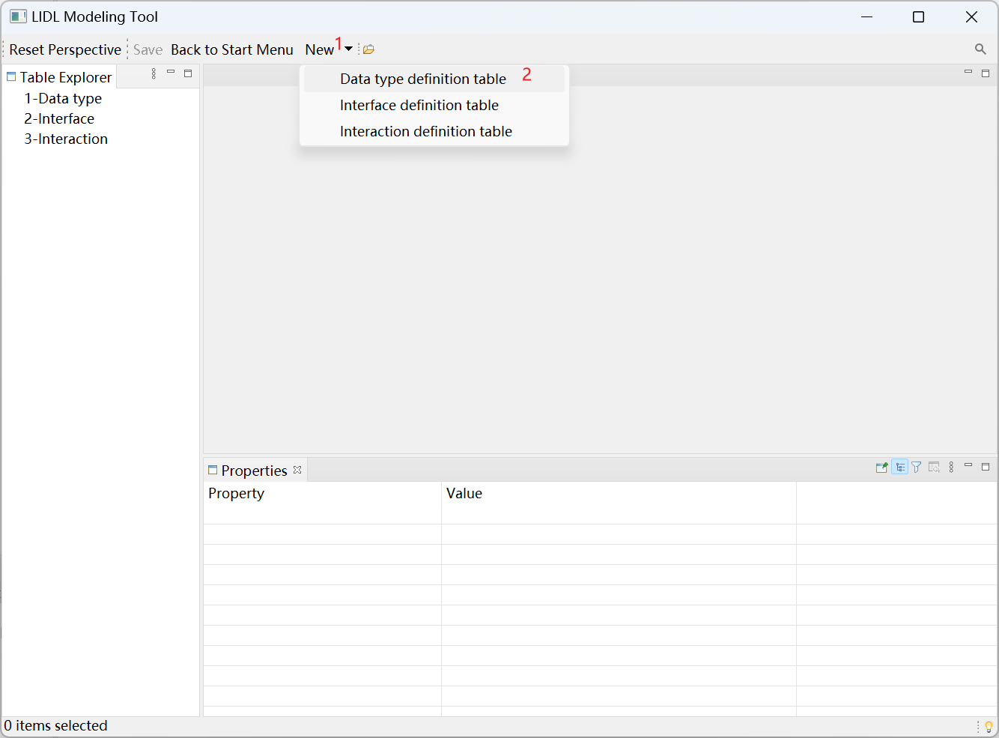 LIDL Modeling Tool
Reset Perspective Save Back to Start Menu New 1
Table Explorer
1-Data type
2-Interface
3-Interaction
Data type definition table 2
Interface definition table
Interaction definition table
Properties
Property Value
0 items selected